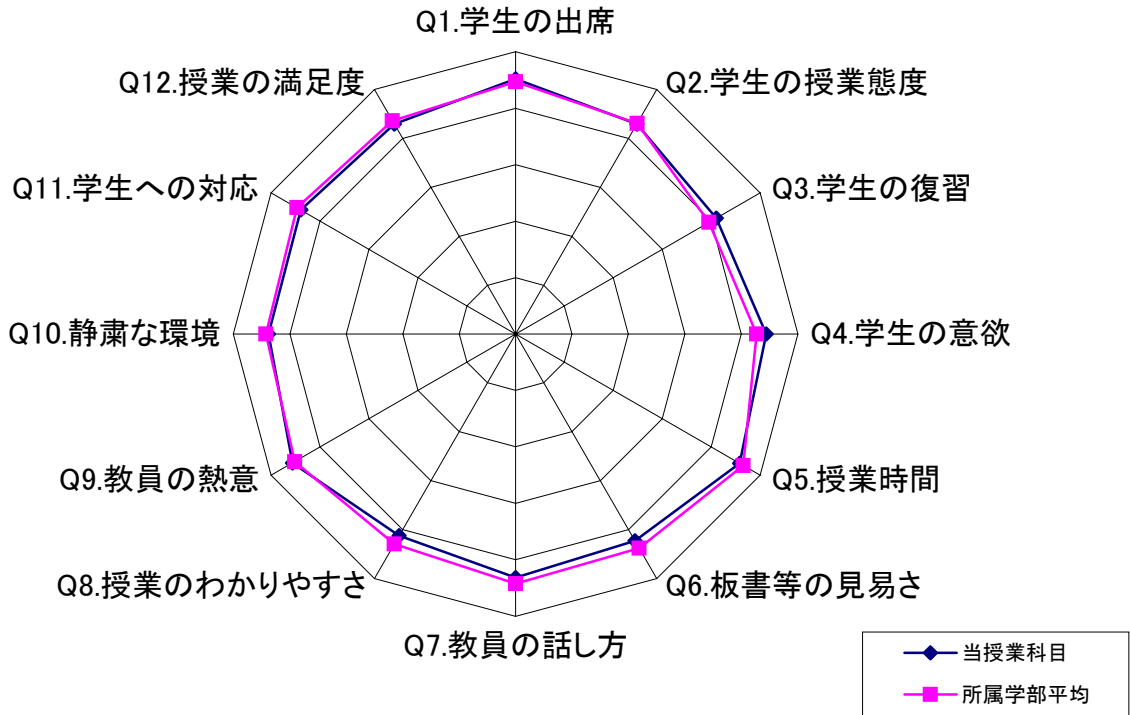 Q1.学生の出席
Q2.学生の授業態度
Q3.学生の復習
Q4.学生の意欲
Q5.授業時間
Q6.板書等の見易さ
Q7.教員の話し方
Q8.授業のわかりやすさ
Q9.教員の熱意
Q10.静粛な環境
Q11.学生への対応
Q12.授業の満足度
当授業科目
所属学部平均